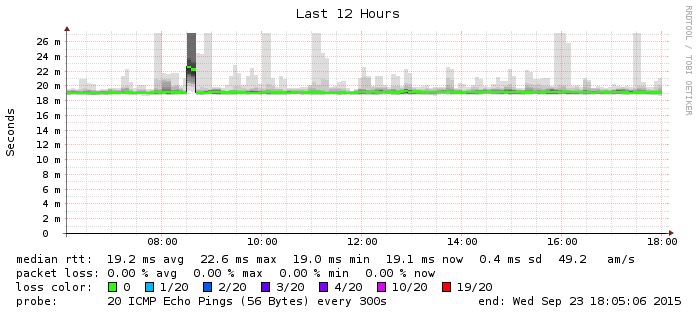 Last 12 Hours
RRDTOOL / TOBI OETIKER
Seconds
26 m
24 m
22 m
20 m
18 m
16 m
14 m
12 m
10 m
8 m
6 m
4 m
2 m
0
08:00 10:00 12:00 14:00 16:00 18:00
median rtt: 19.2 ms avg 22.6 ms max 19.0 ms min 19.1 ms now 0.4 ms sd 49.2 am/s
packet loss: 0.00 % avg 0.00 % max 0.00 % min 0.00 % now
loss color: 0 1/20 2/20 3/20 4/20 10/20 19/20
probe: 20 ICMP Echo Pings (56 Bytes) every 300s end: Wed Sep 23 18:05:06 2015